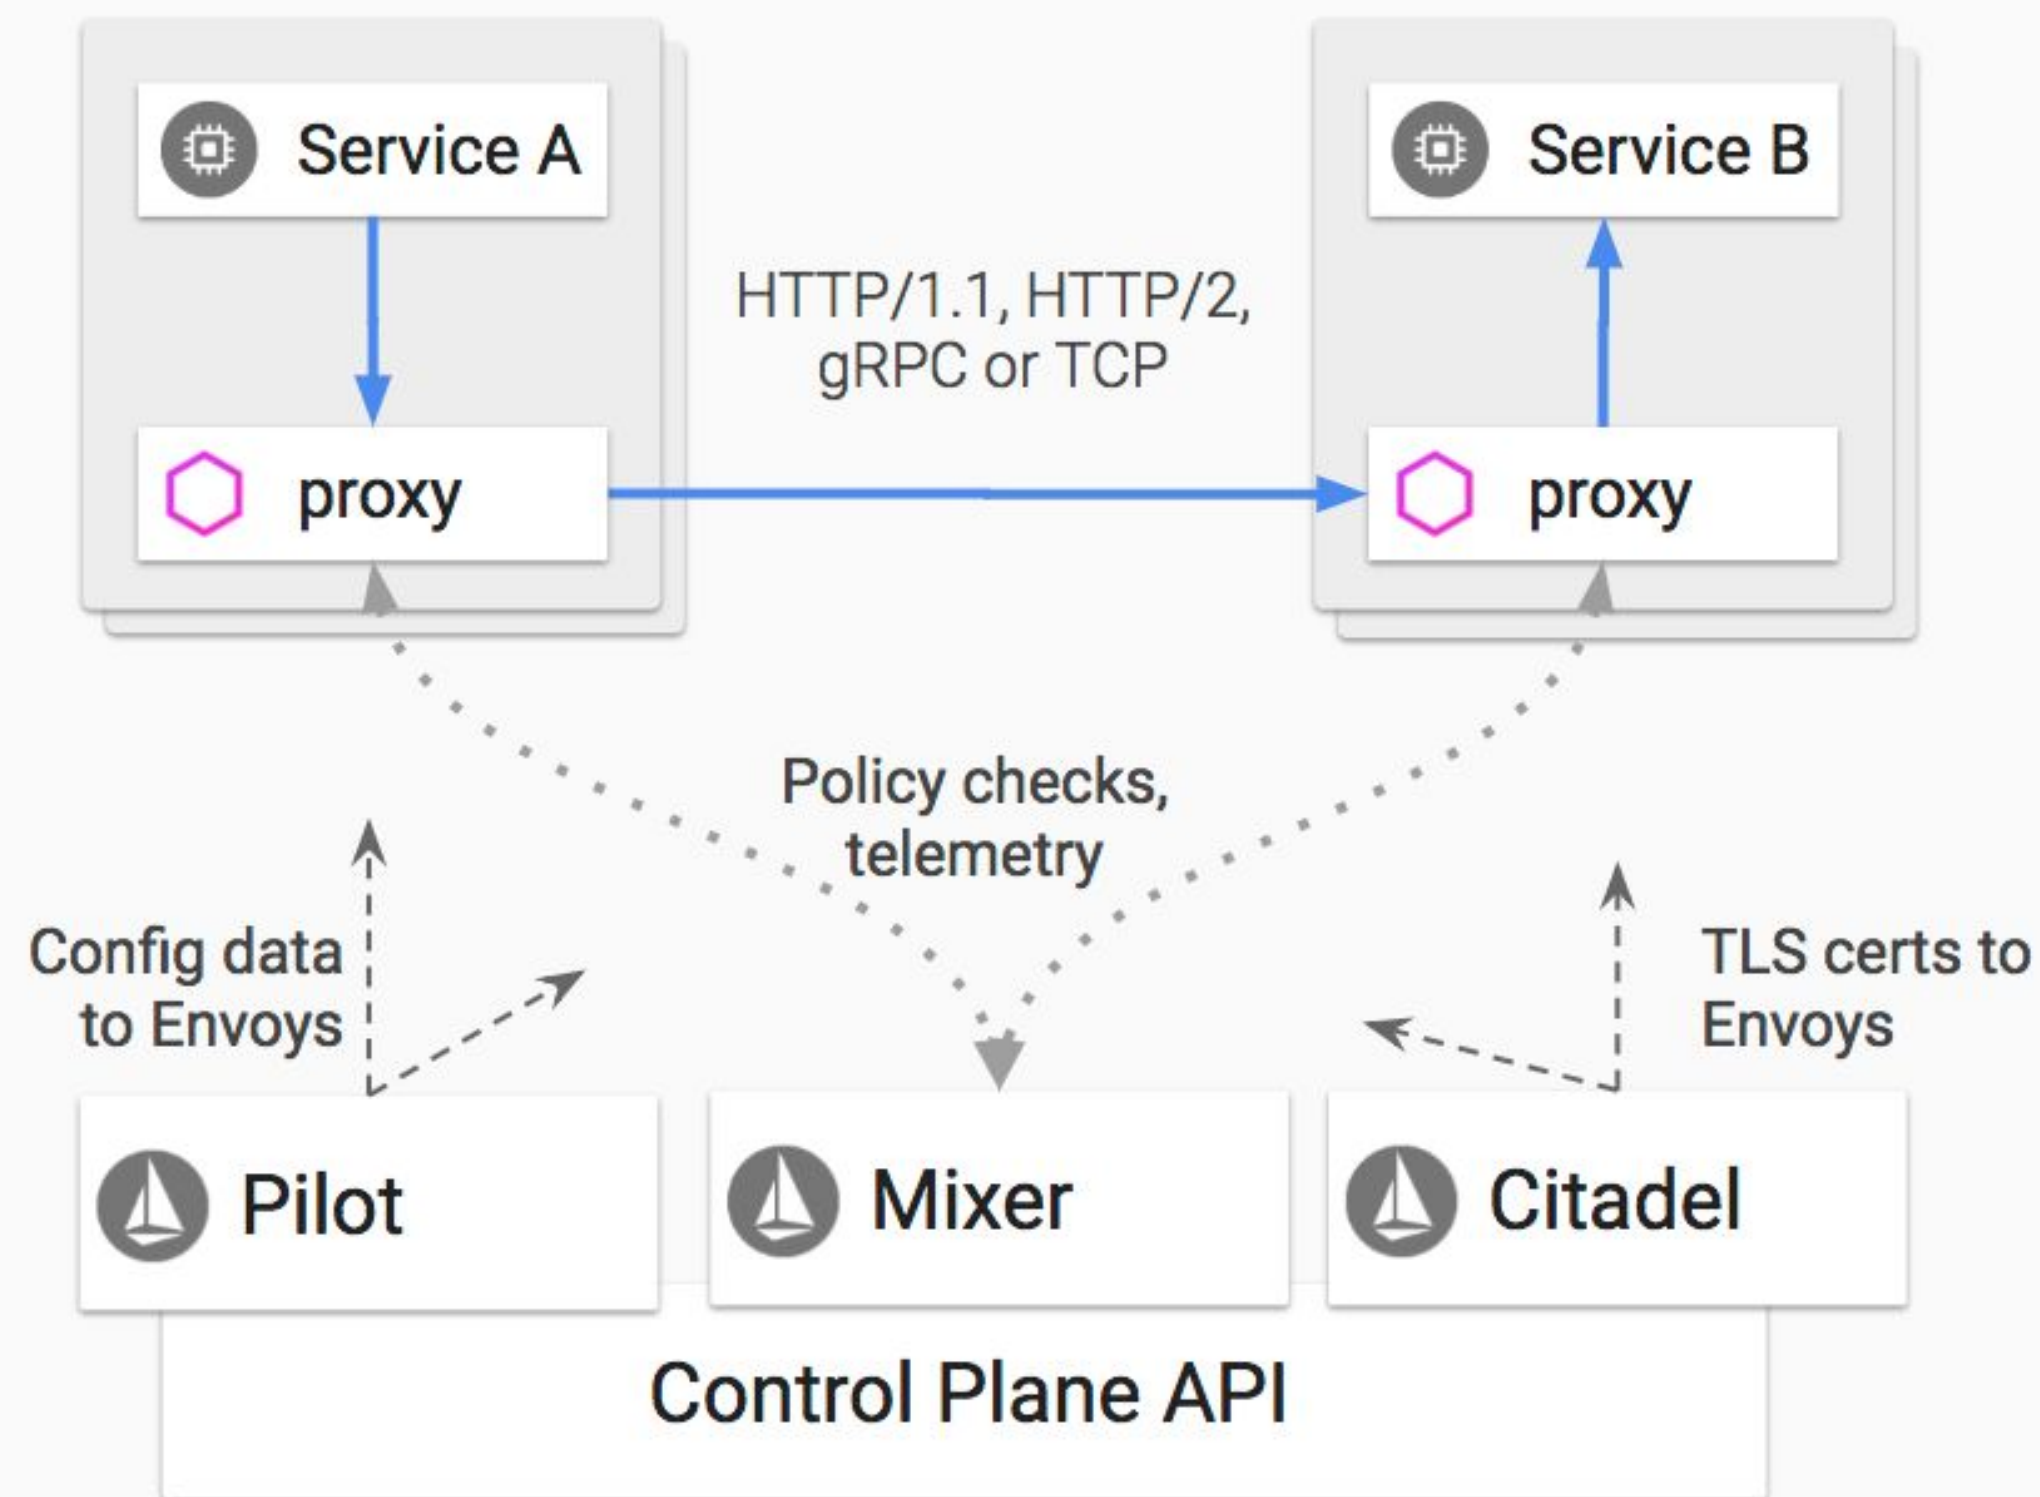 Service A
Service B
HTTP/1.1, HTTP/2,
gRPC or TCP
proxy
proxy
Policy checks,
telemetry
Config data
to Envoys
TLS certs to
Envoys
Pilot
Mixer
Citadel
Control Plane API